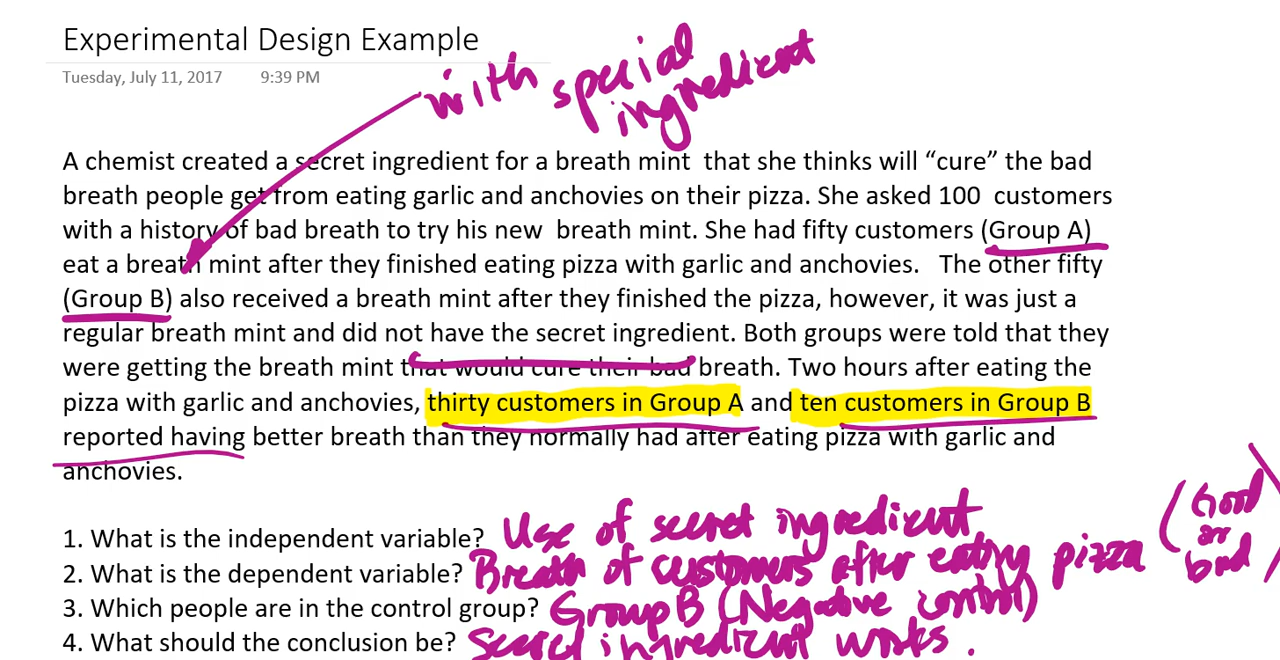 Experimental Design Example
Tuesday, July 11, 2017 9:39 PM
with special
ingredient
A chemist created a secret ingredient for a breath mint that she thinks will “cure” the bad
breath people get from eating garlic and anchovies on their pizza. She asked 100 customers
with a history of bad breath to try his new breath mint. She had fifty customers (Group A)
eat a breath mint after they finished eating pizza with garlic and anchovies. The other fifty
(Group B) also received a breath mint after they finished the pizza, however, it was just a
regular breath mint and did not have the secret ingredient. Both groups were told that they
were getting the breath mint that would cure their bad breath. Two hours after eating the
pizza with garlic and anchovies, thirty customers in Group A and ten customers in Group B
reported having better breath than they normally had after eating pizza with garlic and
anchovies.
1. What is the independent variable? Use of secret ingredient
2. What is the dependent variable? Breath of customers after eating pizza (Good
or
bad)
3. Which people are in the control group? Group B (Negative control)
4. What should the conclusion be? Secret ingredient works.